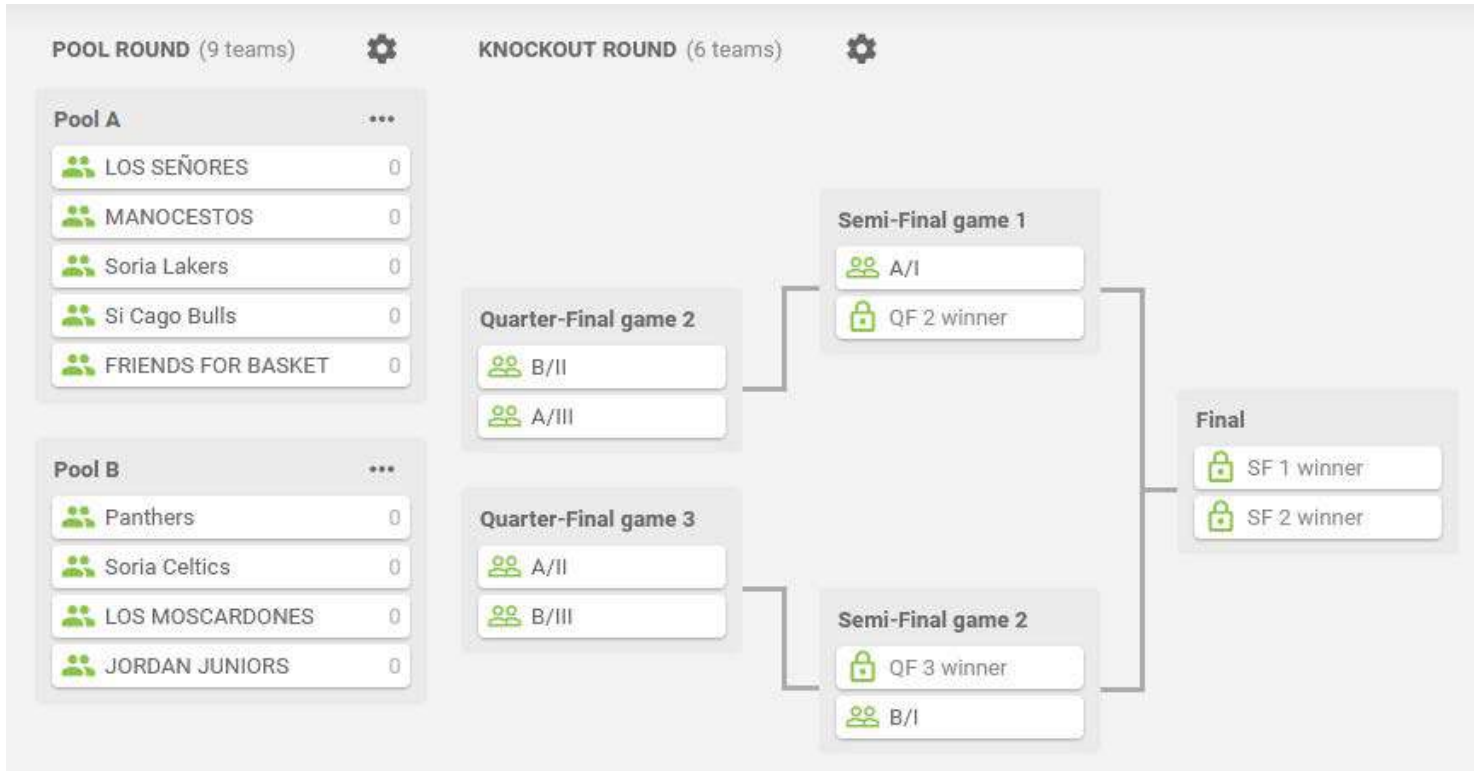 POOL ROUND (9 teams)
KNOCKOUT ROUND (6 teams)
Pool A
LOS SEÑORES 0
MANOCESTOS 0
Soria Lakers 0
Si Cago Bulls 0
FRIENDS FOR BASKET 0
Pool B
Panthers 0
Soria Celtics 0
LOS MOSCARDONES 0
JORDAN JUNIORS 0
Quarter-Final game 2
B/II
A/III
Quarter-Final game 3
A/II
B/III
Semi-Final game 1
A/I
QF 2 winner
Semi-Final game 2
QF 3 winner
B/I
Final
SF 1 winner
SF 2 winner